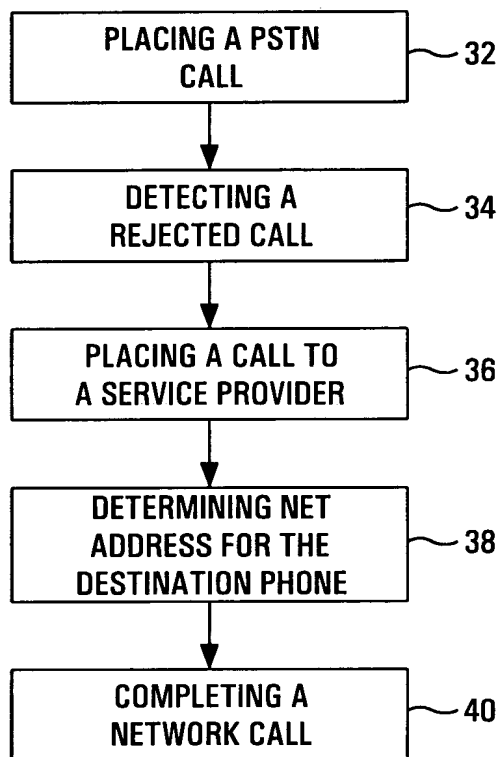 PLACING A PSTN
CALL
32
DETECTING A
REJECTED CALL
34
PLACING A CALL TO
A SERVICE PROVIDER
36
DETERMINING NET
ADDRESS FOR THE
DESTINATION PHONE
38
COMPLETING A
NETWORK CALL
40